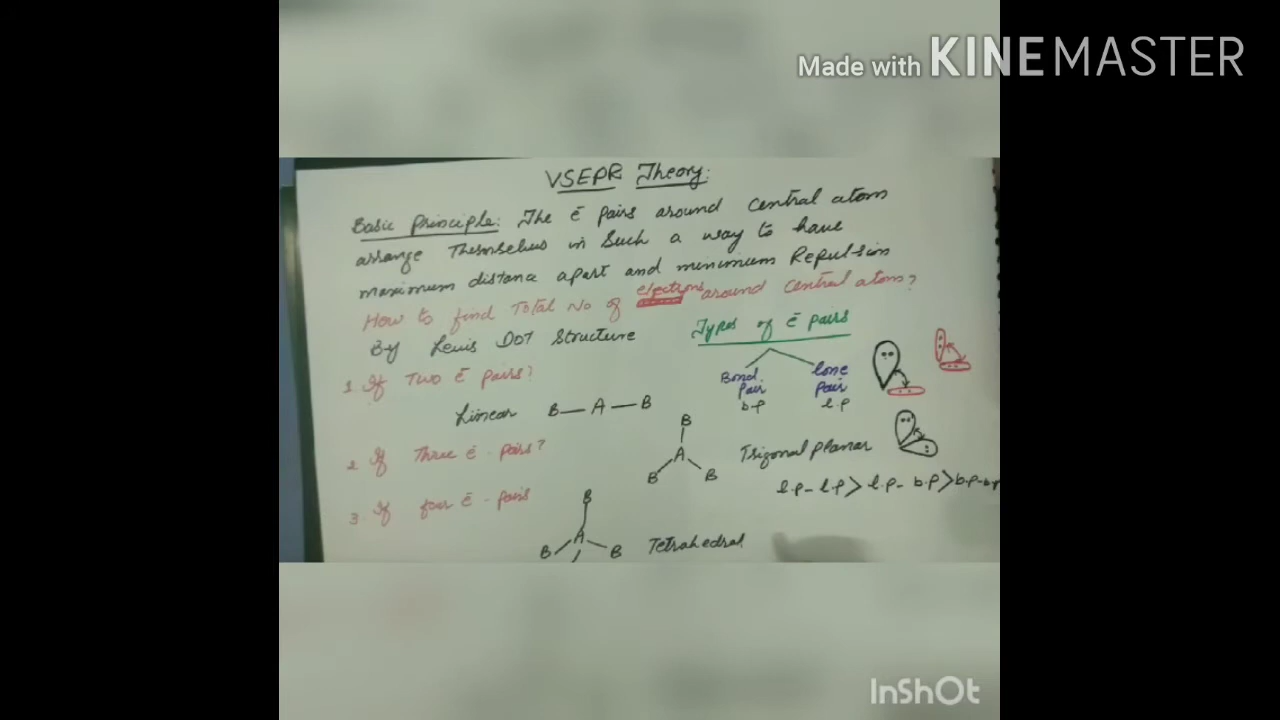 Made with KINEMASTER
VSEPR Theory:
Basic Principle: The ē pairs around central atom
arrange Themselves in Such a way to have
maximum distance apart and minimum Repulsion
How to find Total No of electrons around central atom?
By Lewis DOT Structure
Types of ē pairs
Bond Pair b.p
lone pair l.p
1. If Two ē pairs?
Linear B — A — B
2. If Three ē - pairs?
B
A
B B
Trigonal planar
l.p - l.p > l.p - b.p > b.p - b.p
3. If four ē - pairs
B
A
B B
Tetrahedral
InShOt